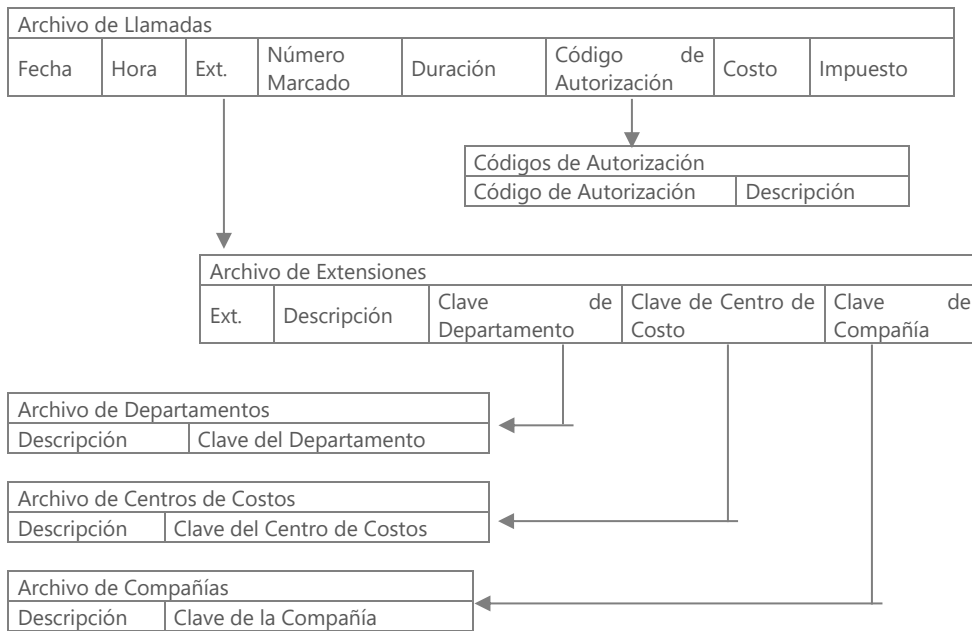 Archivo de Llamadas
Fecha Hora Ext. Número Marcado Duración Código de Autorización Costo Impuesto
Códigos de Autorización
Código de Autorización Descripción
Archivo de Extensiones
Ext. Descripción Clave de Departamento Clave de Centro de Costo Clave de Compañía
Archivo de Departamentos
Descripción Clave del Departamento
Archivo de Centros de Costos
Descripción Clave del Centro de Costos
Archivo de Compañías
Descripción Clave de la Compañía